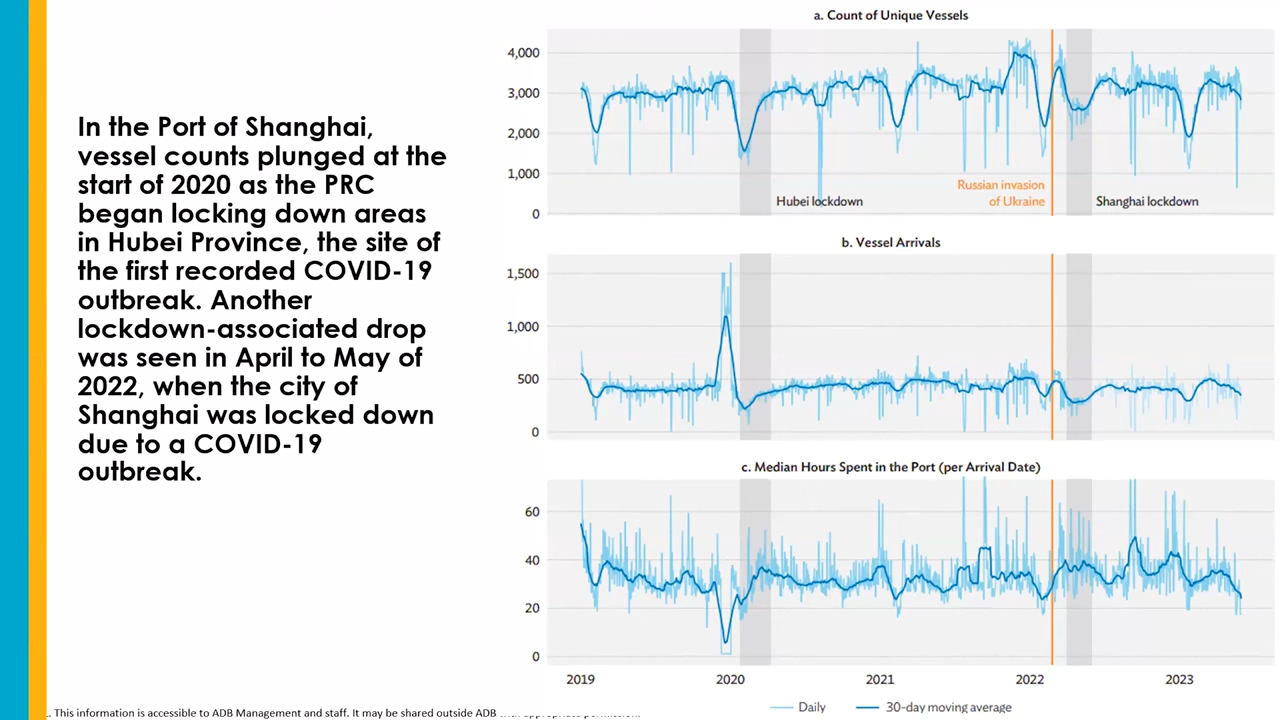 In the Port of Shanghai,
vessel counts plunged at the
start of 2020 as the PRC
began locking down areas
in Hubei Province, the site of
the first recorded COVID-19
outbreak. Another
lockdown-associated drop
was seen in April to May of
2022, when the city of
Shanghai was locked down
due to a COVID-19
outbreak.
a. Count of Unique Vessels
4,000
3,000
2,000
1,000
0
Hubei lockdown
Russian invasion
of Ukraine
Shanghai lockdown
b. Vessel Arrivals
1,500
1,000
500
0
c. Median Hours Spent in the Port (per Arrival Date)
60
40
20
0
2019 2020 2021 2022 2023
Daily 30-day moving average
This information is accessible to ADB Management and staff. It may be shared outside ADB with appropriate permission.